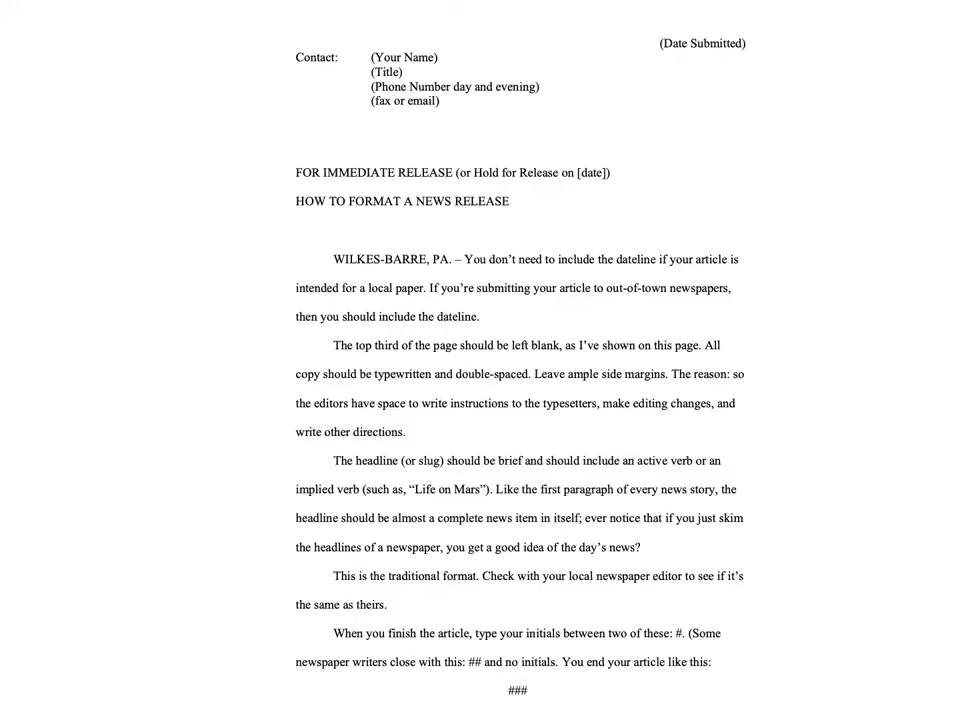 (Date Submitted)
Contact: (Your Name)
(Title)
(Phone Number day and evening)
(fax or email)
FOR IMMEDIATE RELEASE (or Hold for Release on [date])
HOW TO FORMAT A NEWS RELEASE
WILKES-BARRE, PA. – You don’t need to include the dateline if your article is
intended for a local paper. If you’re submitting your article to out-of-town newspapers,
then you should include the dateline.
The top third of the page should be left blank, as I’ve shown on this page. All
copy should be typewritten and double-spaced. Leave ample side margins. The reason: so
the editors have space to write instructions to the typesetters, make editing changes, and
write other directions.
The headline (or slug) should be brief and should include an active verb or an
implied verb (such as, “Life on Mars”). Like the first paragraph of every news story, the
headline should be almost a complete news item in itself; ever notice that if you just skim
the headlines of a newspaper, you get a good idea of the day’s news?
This is the traditional format. Check with your local newspaper editor to see if it’s
the same as theirs.
When you finish the article, type your initials between two of these: #. (Some
newspaper writers close with this: ## and no initials. You end your article like this:
###